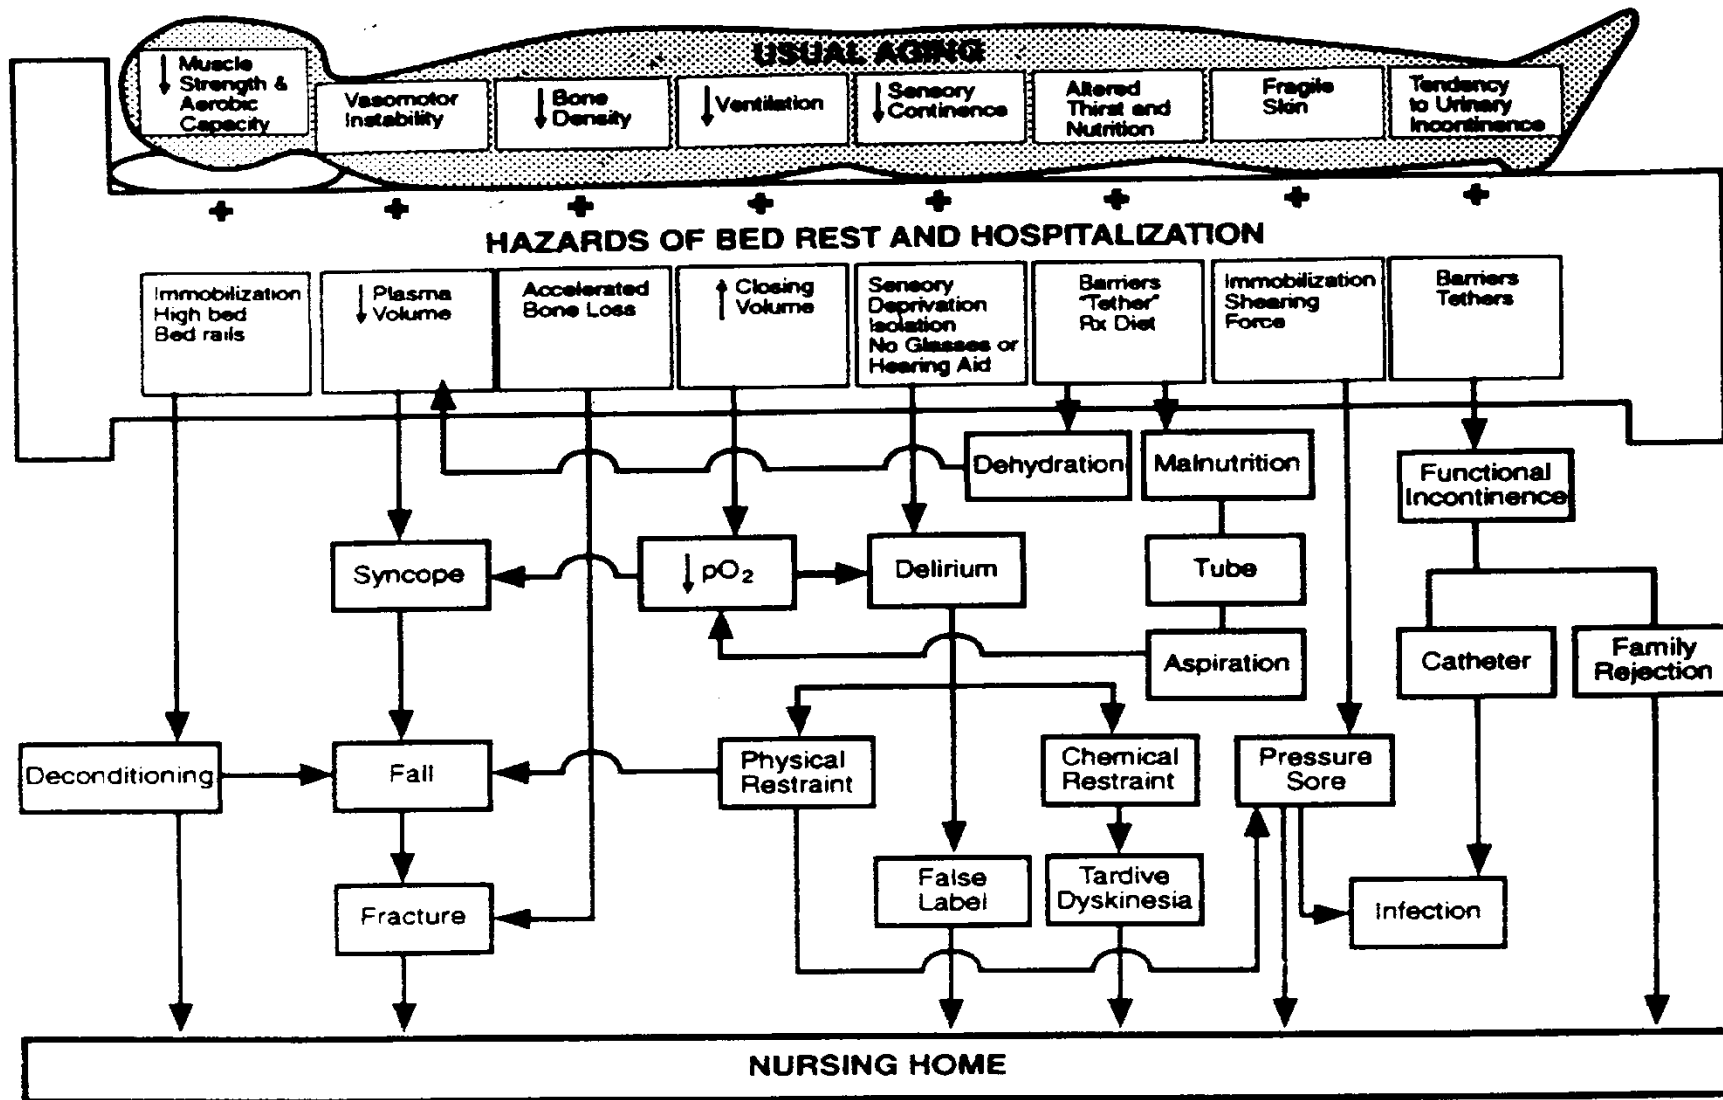 USUAL AGING
↓ Muscle
Strength &
Aerobic
Capacity
Vasomotor
Instability
↓ Bone
Density
↓ Ventilation
↓ Sensory
Continence
Altered
Thirst and
Nutrition
Fragile
Skin
Tendency
to Urinary
Incontinence
+ + + + + + + +
HAZARDS OF BED REST AND HOSPITALIZATION
Immobilization
High bed
Bed rails
↓ Plasma
Volume
Accelerated
Bone Loss
↑ Closing
Volume
Sensory
Deprivation
Isolation
No Glasses or
Hearing Aid
Barriers
"Tether"
Rx Diet
Immobilization
Shearing
Force
Barriers
Tethers
Dehydration
Malnutrition
Functional
Incontinence
Syncope
↓ pO₂
Delirium
Tube
Aspiration
Catheter
Family
Rejection
Deconditioning
Fall
Physical
Restraint
Chemical
Restraint
Pressure
Sore
Fracture
False
Label
Tardive
Dyskinesia
Infection
NURSING HOME